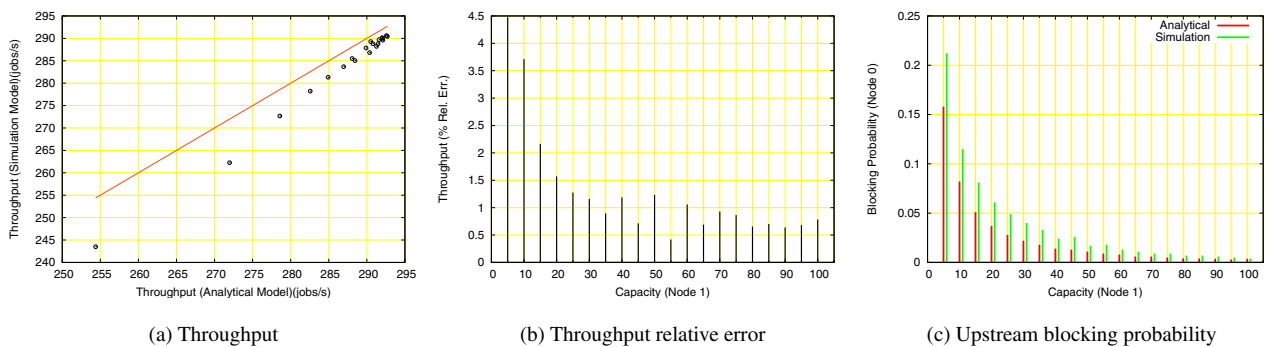 Throughput (Simulation Model)(jobs/s)
295
290
285
280
275
270
265
260
255
250
245
240
250 255 260 265 270 275 280 285 290 295
Throughput (Analytical Model)(jobs/s)
(a) Throughput
Throughput (% Rel. Err.)
4.5
4
3.5
3
2.5
2
1.5
1
0.5
0
0 10 20 30 40 50 60 70 80 90 100
Capacity (Node 1)
(b) Throughput relative error
Blocking Probability (Node 0)
0.25
0.2
0.15
0.1
0.05
0
0 10 20 30 40 50 60 70 80 90 100
Analytical
Simulation
Capacity (Node 1)
(c) Upstream blocking probability